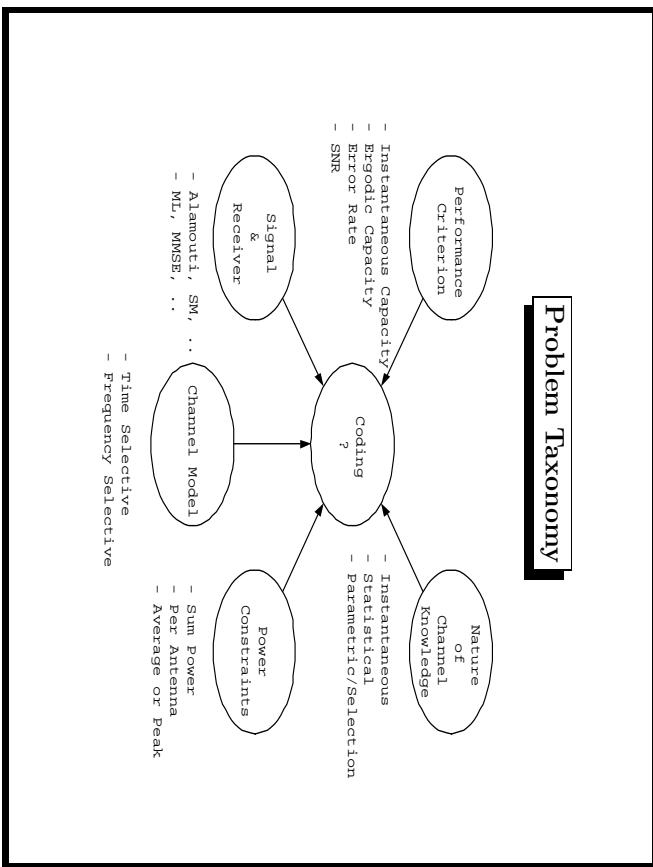 Problem Taxonomy
Performance
Criterion
- Instantaneous Capacity
- Ergodic Capacity
- Error Rate
- SNR
Nature
of
Channel
Knowledge
- Instantaneous
- Statistical
- Parametric/Selection
Coding
?
Signal
&
Receiver
- Alamouti, SM, ..
- ML, MMSE, ..
Channel Model
- Time Selective
- Frequency Selective
Power
Constraints
- Sum Power
- Per Antenna
- Average or Peak